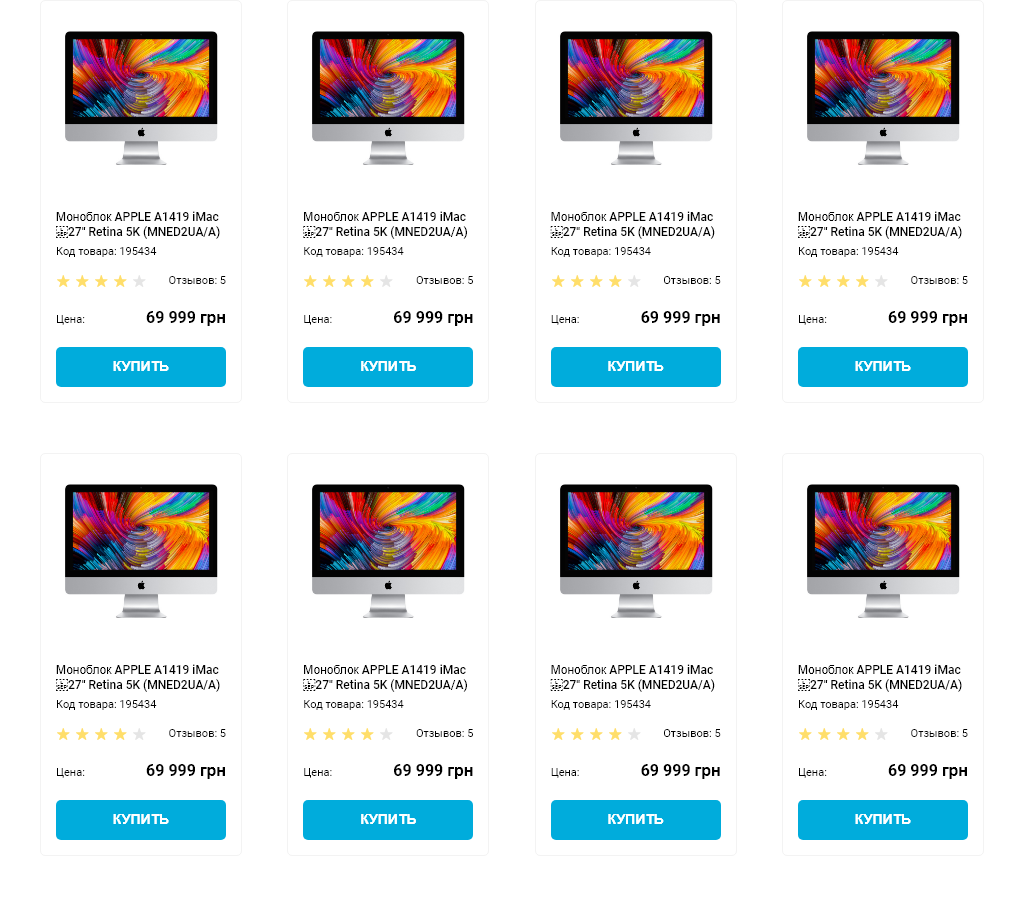 Моноблок APPLE A1419 iMac
27" Retina 5K (MNED2UA/A)
Код товара: 195434
Отзывов: 5
Цена: 69 999 грн
КУПИТЬ
Моноблок APPLE A1419 iMac
27" Retina 5K (MNED2UA/A)
Код товара: 195434
Отзывов: 5
Цена: 69 999 грн
КУПИТЬ
Моноблок APPLE A1419 iMac
27" Retina 5K (MNED2UA/A)
Код товара: 195434
Отзывов: 5
Цена: 69 999 грн
КУПИТЬ
Моноблок APPLE A1419 iMac
27" Retina 5K (MNED2UA/A)
Код товара: 195434
Отзывов: 5
Цена: 69 999 грн
КУПИТЬ
Моноблок APPLE A1419 iMac
27" Retina 5K (MNED2UA/A)
Код товара: 195434
Отзывов: 5
Цена: 69 999 грн
КУПИТЬ
Моноблок APPLE A1419 iMac
27" Retina 5K (MNED2UA/A)
Код товара: 195434
Отзывов: 5
Цена: 69 999 грн
КУПИТЬ
Моноблок APPLE A1419 iMac
27" Retina 5K (MNED2UA/A)
Код товара: 195434
Отзывов: 5
Цена: 69 999 грн
КУПИТЬ
Моноблок APPLE A1419 iMac
27" Retina 5K (MNED2UA/A)
Код товара: 195434
Отзывов: 5
Цена: 69 999 грн
КУПИТЬ